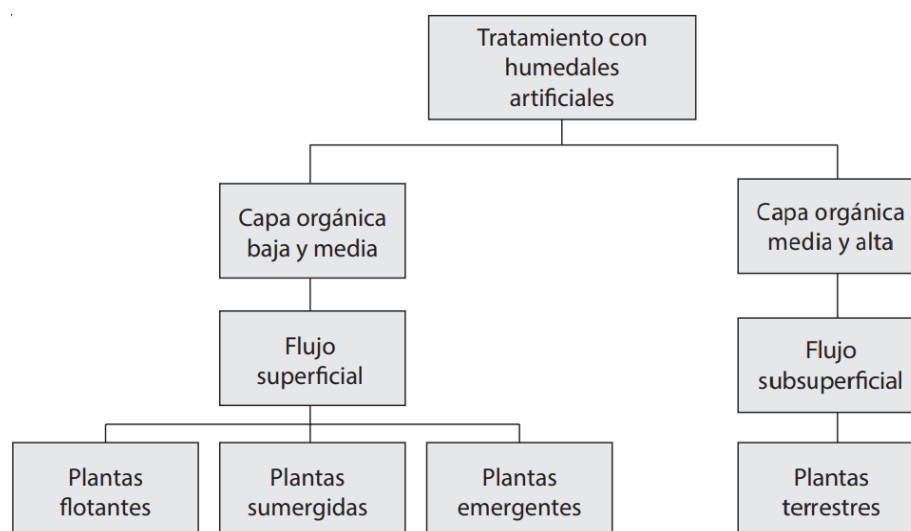 Tratamiento con
humedales
artificiales
Capa orgánica
baja y media
Capa orgánica
media y alta
Flujo
superficial
Flujo
subsuperficial
Plantas
flotantes
Plantas
sumergidas
Plantas
emergentes
Plantas
terrestres